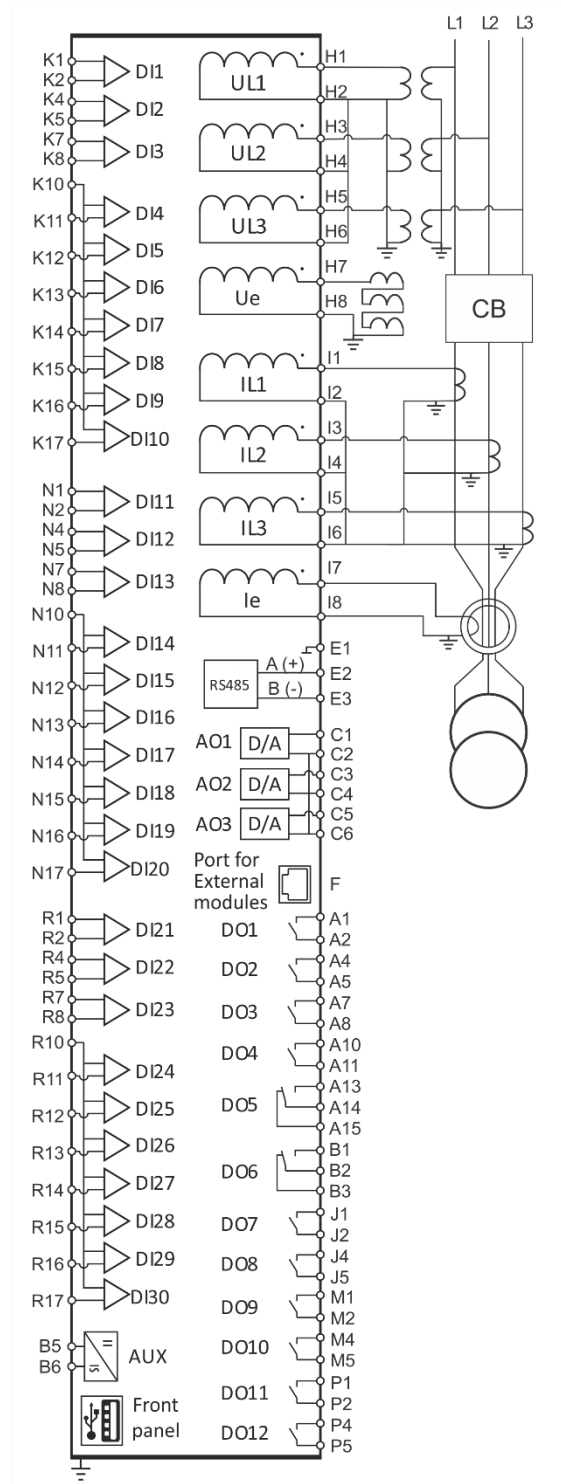 L1 L2 L3
K1 DI1 UL1 H1
K2 H2
K4 DI2
K5
K7 DI3 UL2 H3
K8 H4
K10
K11 DI4 UL3 H5
H6
K12 DI5
K13 DI6 Ue H7
H8 CB
K14 DI7
K15 DI8 IL1 I1
I2
K16 DI9
K17 DI10 IL2 I3
I4
N1 DI11 IL3 I5
N2 I6
N4 DI12
N5
N7 DI13 Ie I7
N8 I8
N10
N11 DI14 E1
N12 DI15 RS485 A (+) E2
B (-) E3
N13 DI16
N14 DI17 AO1 D/A C1
C2
N15 DI18 AO2 D/A C3
C4
N16 DI19 AO3 D/A C5
C6
N17 DI20 Port for
External F
modules
R1 DI21 DO1 A1
R2 A2
R4 DI22 DO2 A4
R5 A5
R7 DI23 DO3 A7
R8 A8
R10 DO4 A10
R11 DI24 A11
R12 DI25 DO5 A13
A14
A15
R13 DI26 DO6 B1
B2
R14 DI27 B3
R15 DI28 DO7 J1
J2
R16 DI29 DO8 J4
J5
R17 DI30 DO9 M1
M2
B5 AUX DO10 M4
B6 M5
Front DO11 P1
panel P2
DO12 P4
P5